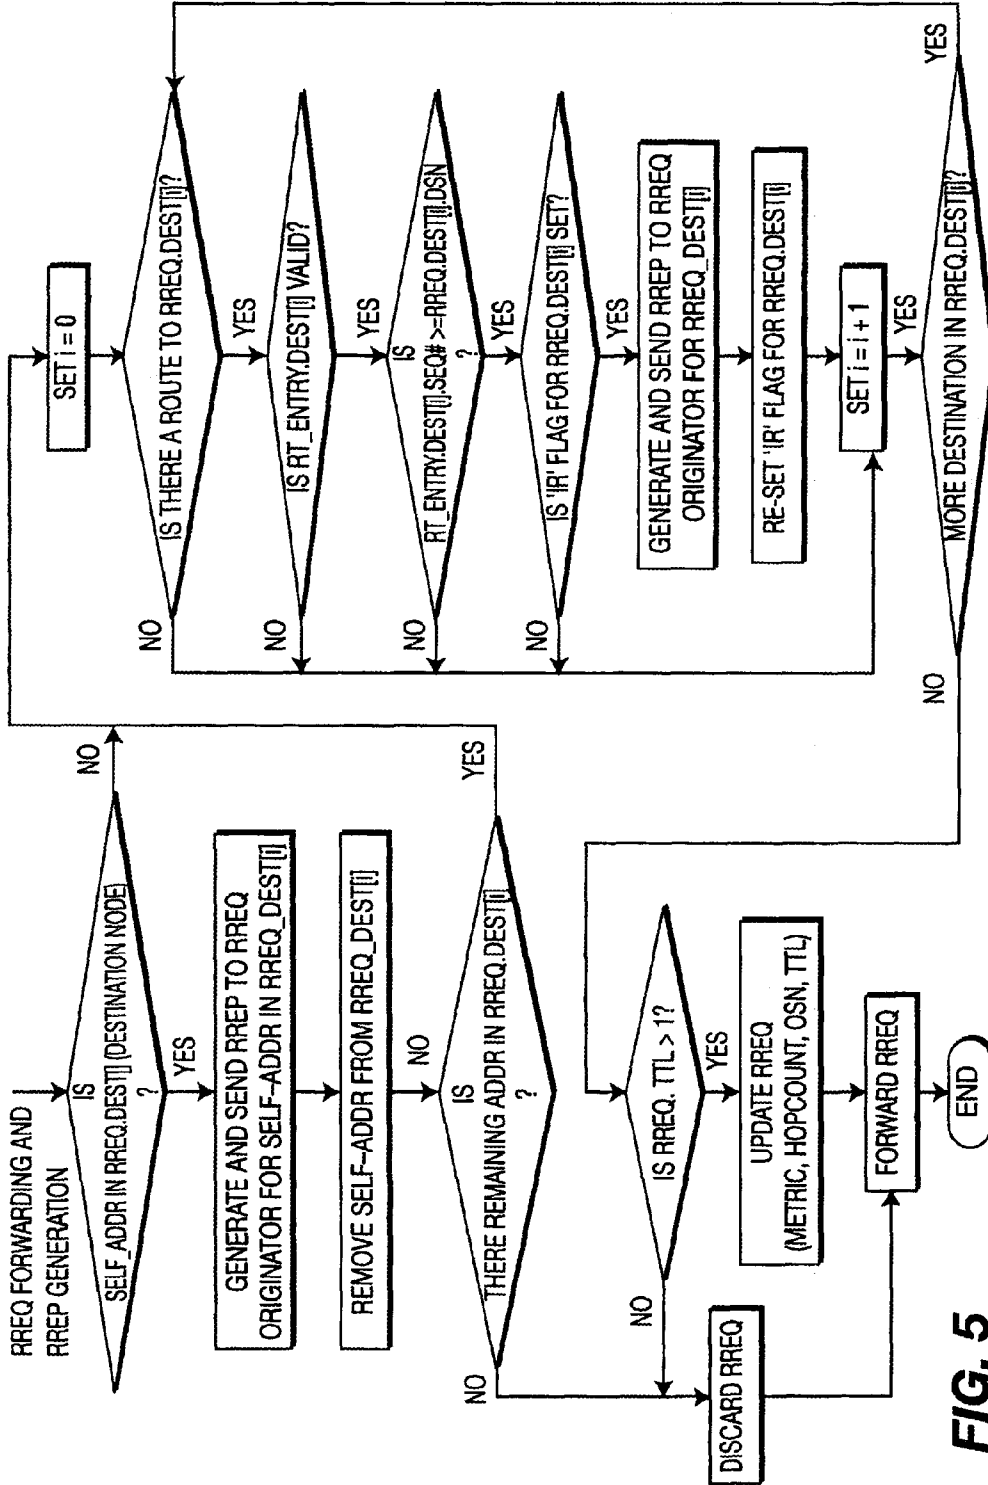 RREQ FORWARDING AND
RREP GENERATION
IS
SELF_ADDR IN RREQ.DEST[i] (DESTINATION NODE)
?
NO
YES
GENERATE AND SEND RREP TO RREQ
ORIGINATOR FOR SELF-ADDR IN RREQ_DEST[i]
REMOVE SELF-ADDR FROM RREQ_DEST[i]
NO
IS
THERE REMAINING ADDR IN RREQ.DEST[i]
?
NO
YES
IS RREQ. TTL > 1?
NO
YES
UPDATE RREQ
(METRIC, HOPCOUNT, OSN, TTL)
DISCARD RREQ
FORWARD RREQ
END
SET i = 0
IS THERE A ROUTE TO RREQ.DEST[i]?
NO
YES
IS RT_ENTRY.DEST[i] VALID?
NO
YES
IS
RT_ENTRY.DEST[i].SEQ# >=RREQ.DEST[i].DSN
?
NO
YES
IS 'IR' FLAG FOR RREQ.DEST[i] SET?
NO
YES
GENERATE AND SEND RREP TO RREQ
ORIGINATOR FOR RREQ_DEST[i]
RE-SET 'IR' FLAG FOR RREQ.DEST[i]
SET i = i + 1
YES
MORE DESTINATION IN RREQ.DEST[i]?
NO
YES
FIG. 5